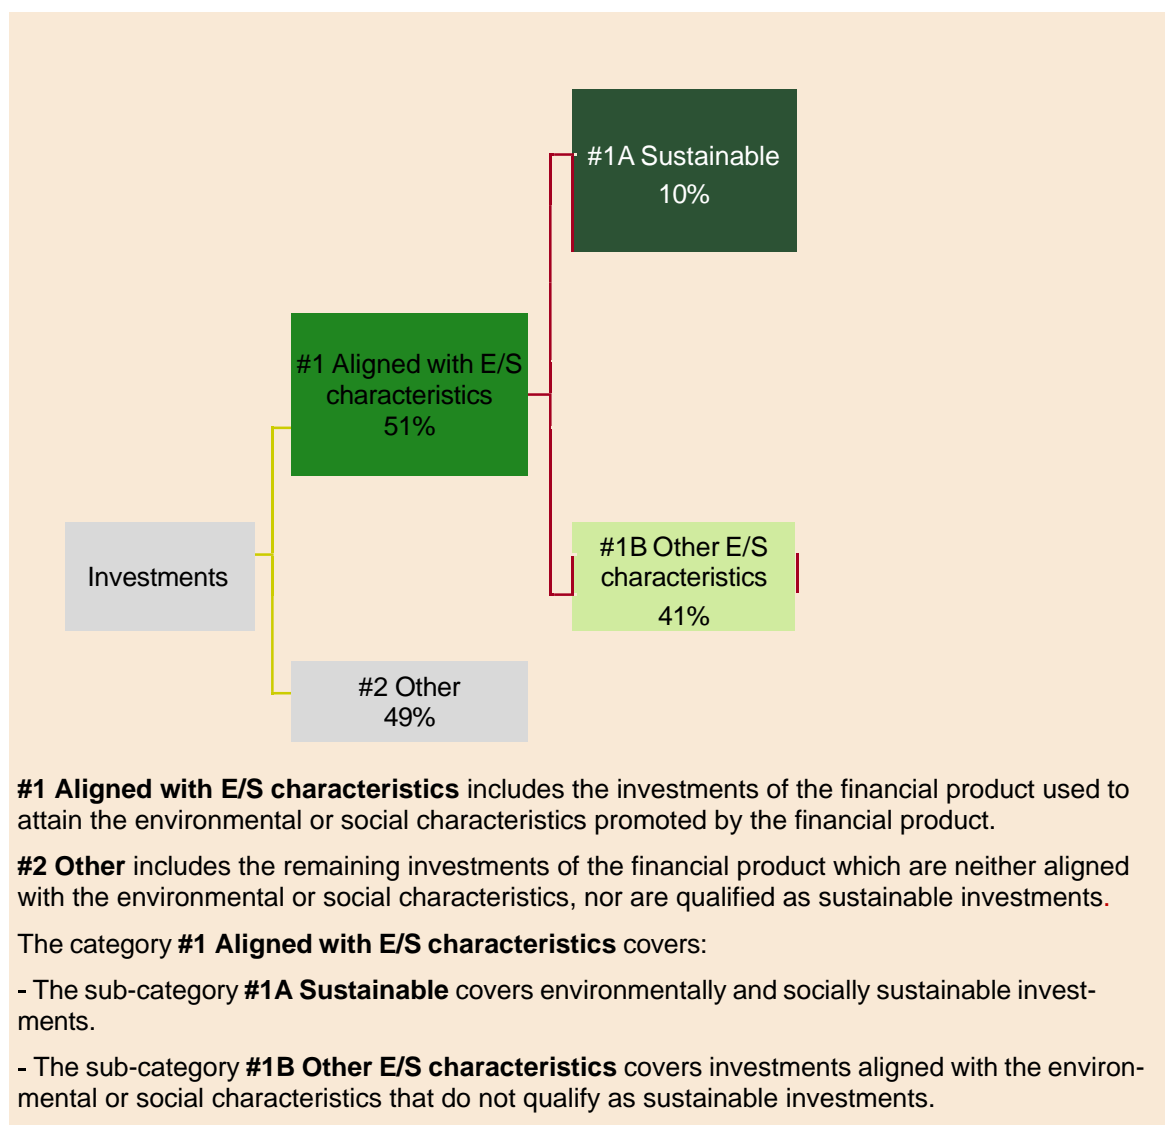 #1A Sustainable
10%
#1 Aligned with E/S
characteristics
51%
Investments
#1B Other E/S
characteristics
41%
#2 Other
49%
#1 Aligned with E/S characteristics includes the investments of the financial product used to
attain the environmental or social characteristics promoted by the financial product.
#2 Other includes the remaining investments of the financial product which are neither aligned
with the environmental or social characteristics, nor are qualified as sustainable investments.
The category #1 Aligned with E/S characteristics covers:
- The sub-category #1A Sustainable covers environmentally and socially sustainable invest-
ments.
- The sub-category #1B Other E/S characteristics covers investments aligned with the environ-
mental or social characteristics that do not qualify as sustainable investments.